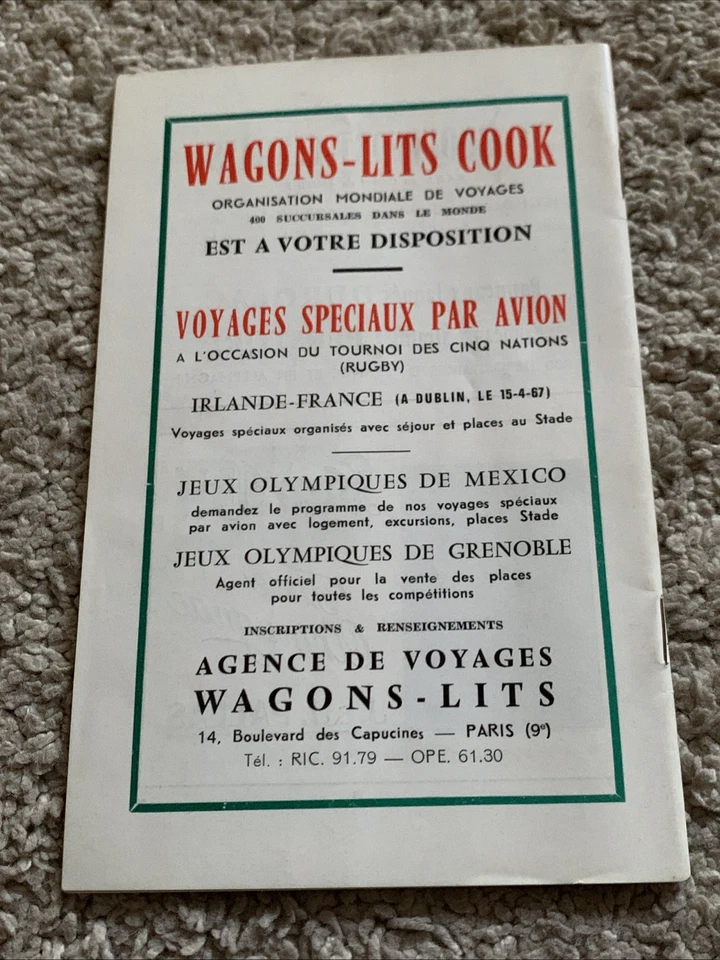 WAGONS-LITS COOK
ORGANISATION MONDIALE DE VOYAGES
400 SUCCURSALES DANS LE MONDE
EST A VOTRE DISPOSITION
VOYAGES SPECIAUX PAR AVION
A L'OCCASION DU TOURNOI DES CINQ NATIONS
(RUGBY)
IRLANDE-FRANCE (A DUBLIN, LE 15-4-67)
Voyages spéciaux organisés avec séjour et places au Stade
JEUX OLYMPIQUES DE MEXICO
demandez le programme de nos voyages spéciaux
par avion avec logement, excursions, places Stade
JEUX OLYMPIQUES DE GRENOBLE
Agent officiel pour la vente des places
pour toutes les compétitions
INSCRIPTIONS & RENSEIGNEMENTS
AGENCE DE VOYAGES
WAGONS-LITS
14, Boulevard des Capucines — PARIS (9e)
Tél. : RIC. 91.79 — OPE. 61.30